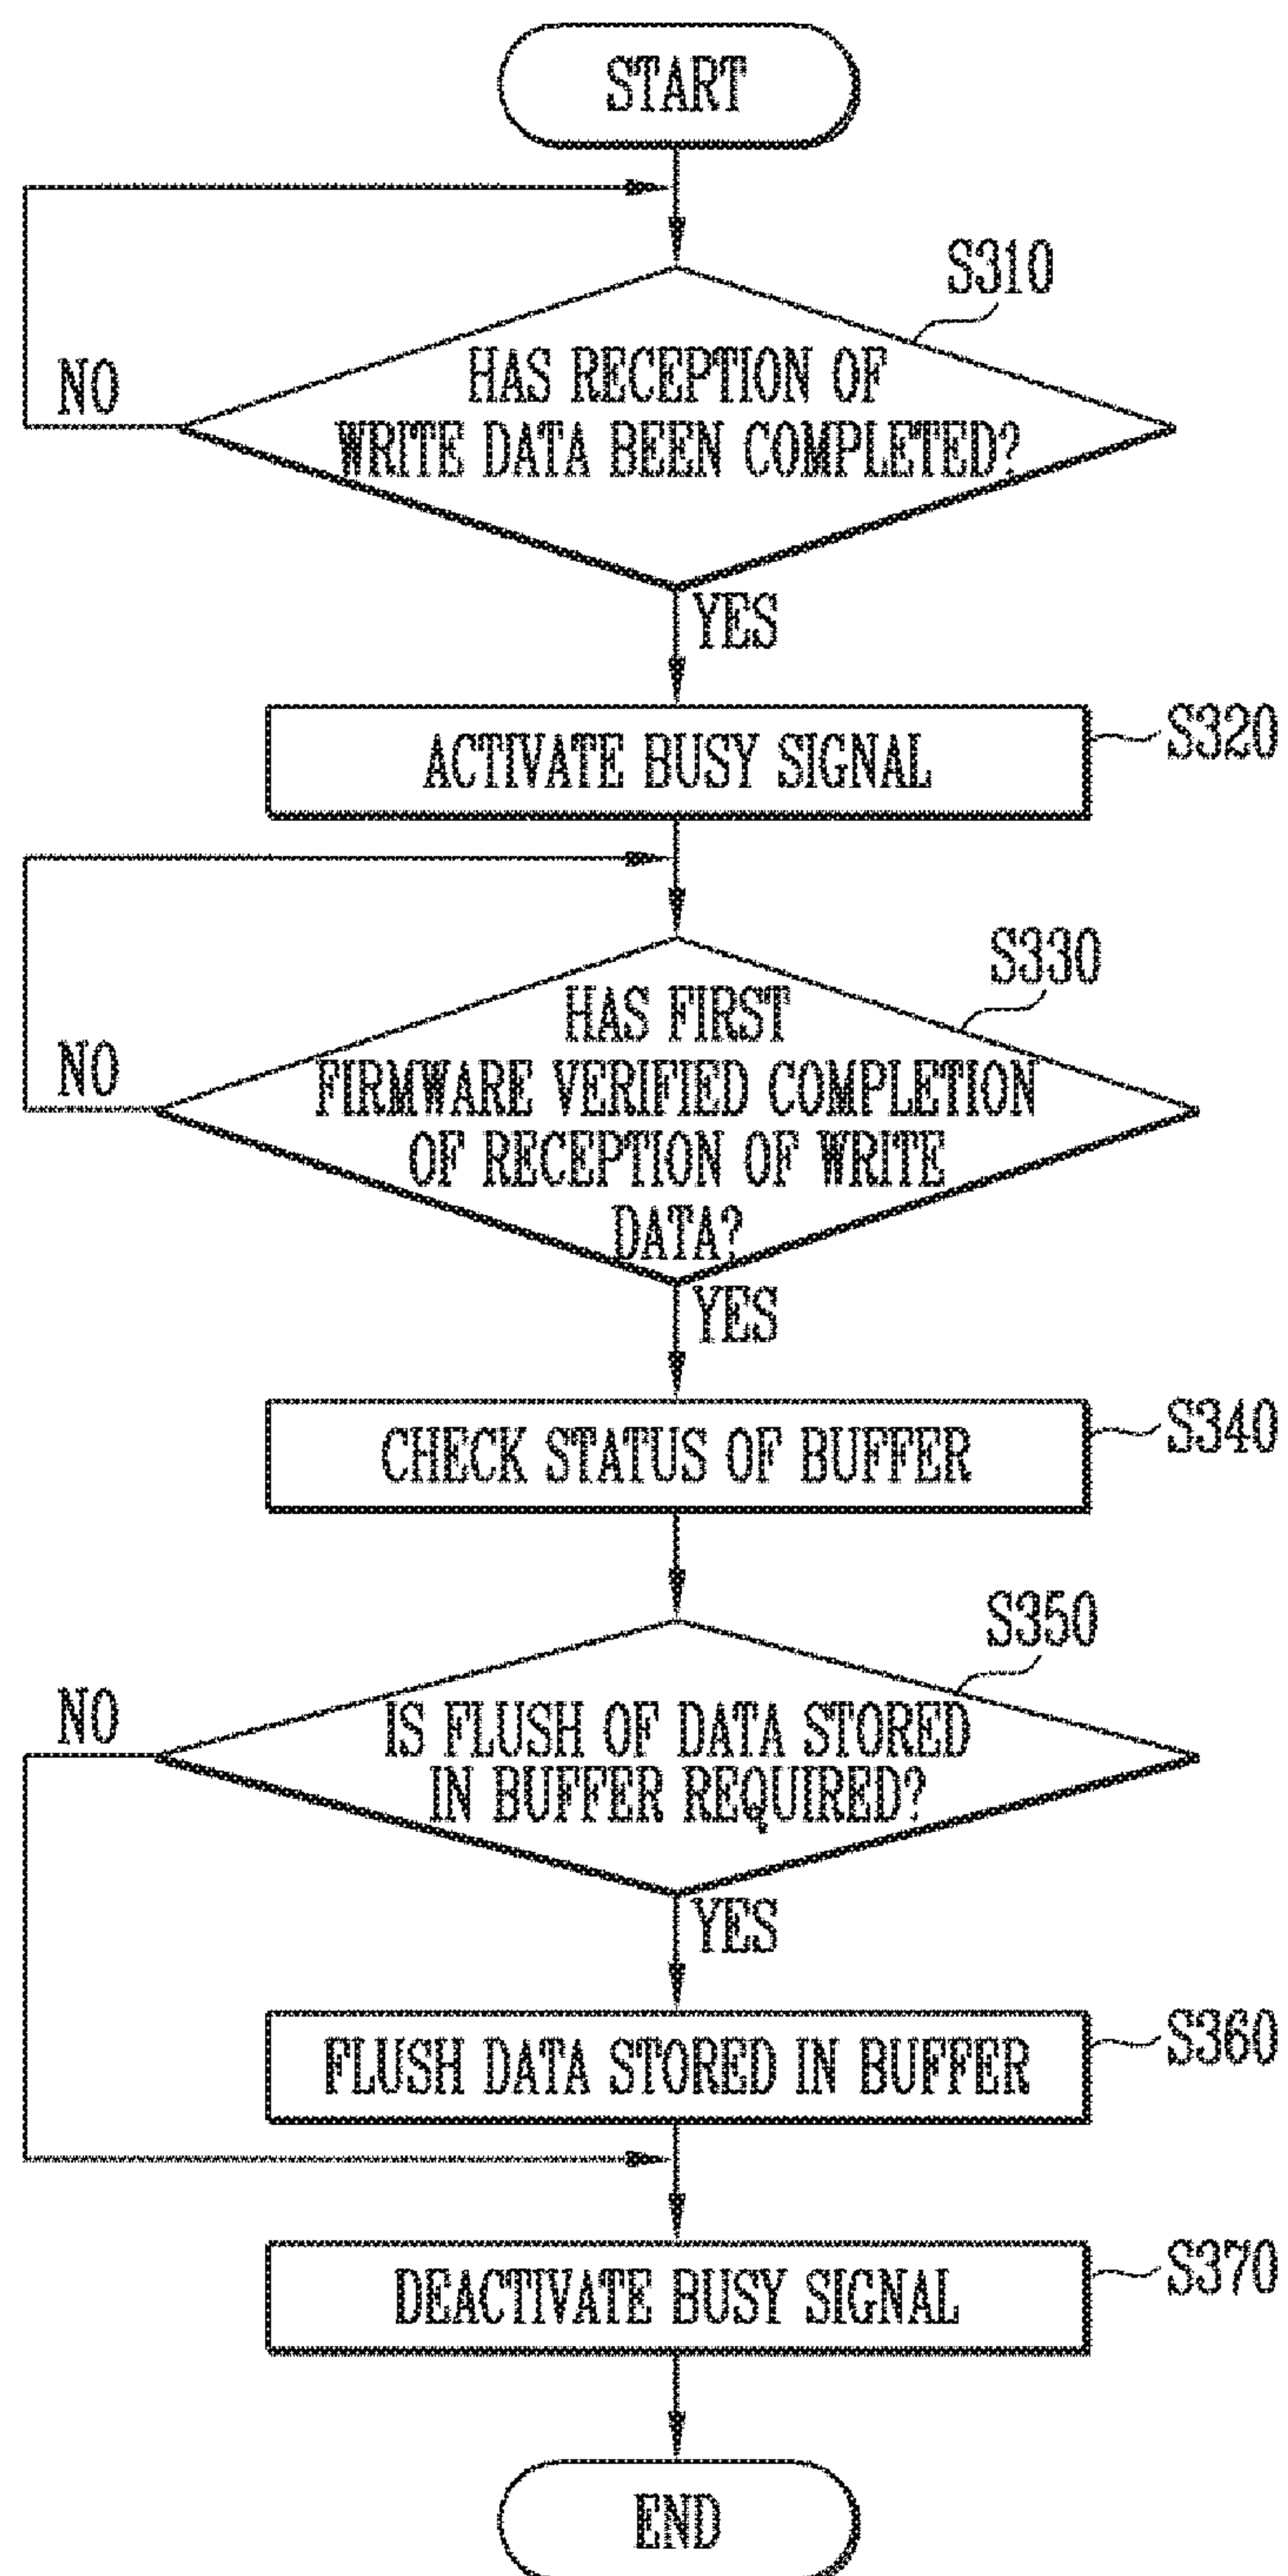 START
S310
HAS RECEPTION OF
WRITE DATA BEEN COMPLETED?
NO
YES
ACTIVATE BUSY SIGNAL
S320
S330
HAS FIRST
FIRMWARE VERIFIED COMPLETION
OF RECEPTION OF WRITE
DATA?
NO
YES
CHECK STATUS OF BUFFER
S340
S350
IS FLUSH OF DATA STORED
IN BUFFER REQUIRED?
NO
YES
FLUSH DATA STORED IN BUFFER
S360
DEACTIVATE BUSY SIGNAL
S370
END